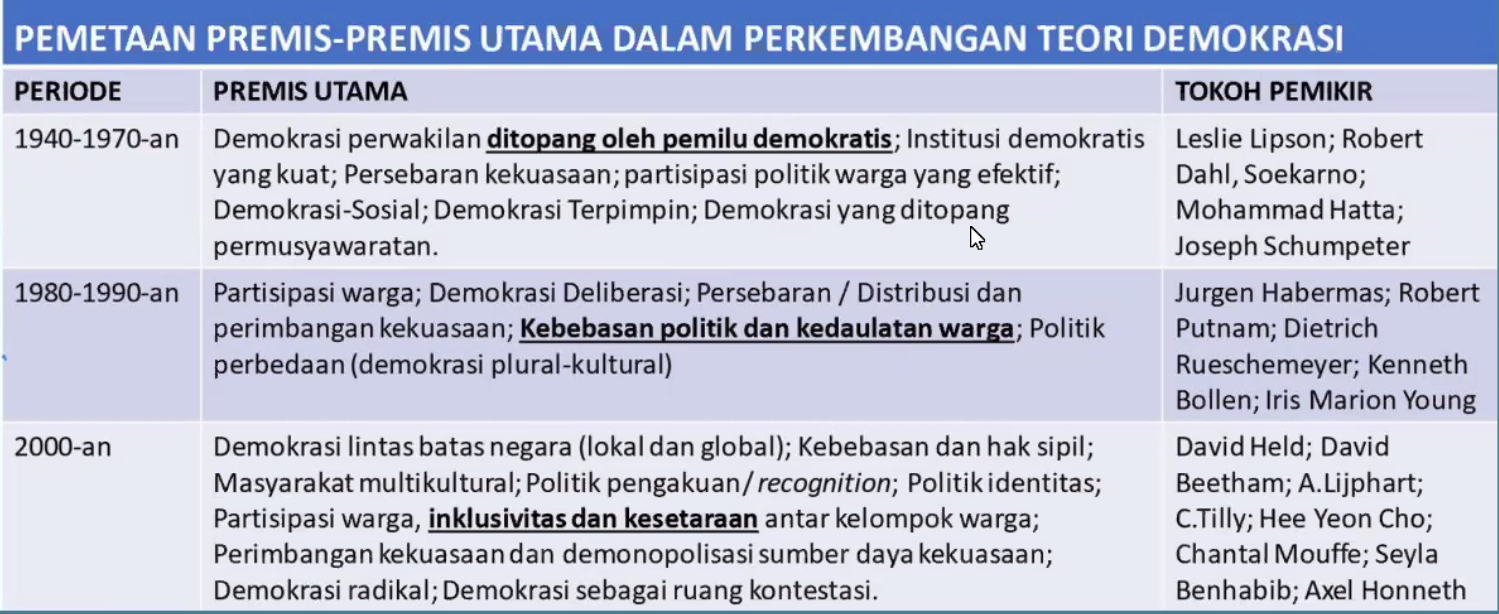 PEMETAAN PREMIS-PREMIS UTAMA DALAM PERKEMBANGAN TEORI DEMOKRASI
PERIODE
PREMIS UTAMA
TOKOH PEMIKIR
1940-1970-an
Demokrasi perwakilan ditopang oleh pemilu demokratis; Institusi demokratis
yang kuat; Persebaran kekuasaan; partisipasi politik warga yang efektif;
Demokrasi-Sosial; Demokrasi Terpimpin; Demokrasi yang ditopang
permusyawaratan.
Leslie Lipson; Robert
Dahl, Soekarno;
Mohammad Hatta;
Joseph Schumpeter
1980-1990-an
Partisipasi warga; Demokrasi Deliberasi; Persebaran / Distribusi dan
perimbangan kekuasaan; Kebebasan politik dan kedaulatan warga; Politik
perbedaan (demokrasi plural-kultural)
Jurgen Habermas; Robert
Putnam; Dietrich
Rueschemeyer; Kenneth
Bollen; Iris Marion Young
2000-an
Demokrasi lintas batas negara (lokal dan global); Kebebasan dan hak sipil;
Masyarakat multikultural; Politik pengakuan/recognition; Politik identitas;
Partisipasi warga, inklusivitas dan kesetaraan antar kelompok warga;
Perimbangan kekuasaan dan demonopolisasi sumber daya kekuasaan;
Demokrasi radikal; Demokrasi sebagai ruang kontestasi.
David Held; David
Beetham; A.Lijphart;
C.Tilly; Hee Yeon Cho;
Chantal Mouffe; Seyla
Benhabib; Axel Honneth